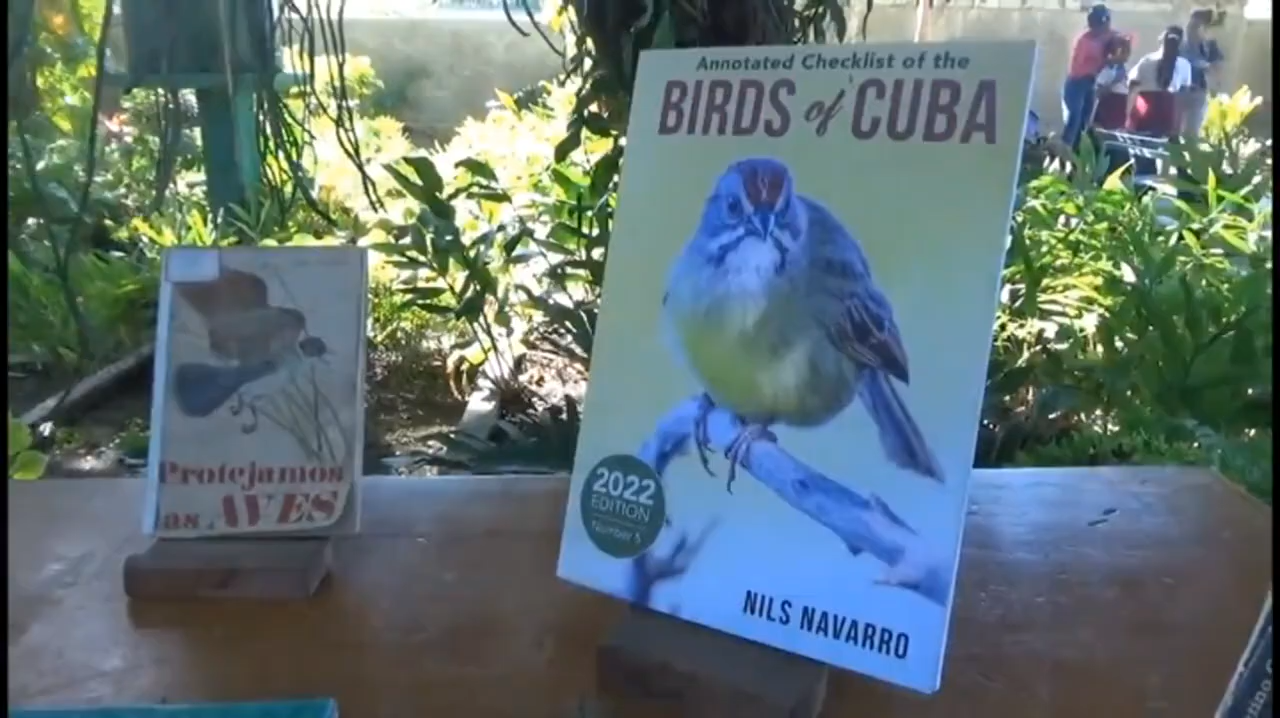 Annotated Checklist of the
BIRDS of CUBA
2022
EDITION
Number 5
NILS NAVARRO
Protejamos
las AVES